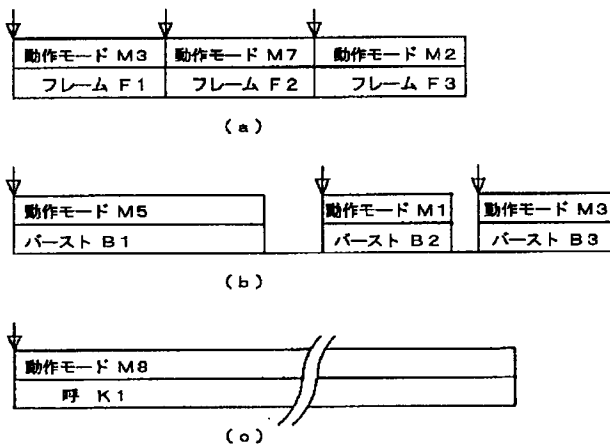 動作モード M3 動作モード M7 動作モード M2
フレーム F1 フレーム F2 フレーム F3
(a)
動作モード M5 動作モード M1 動作モード M3
バースト B1 バースト B2 バースト B3
(b)
動作モード M8
呼 K1
(c)